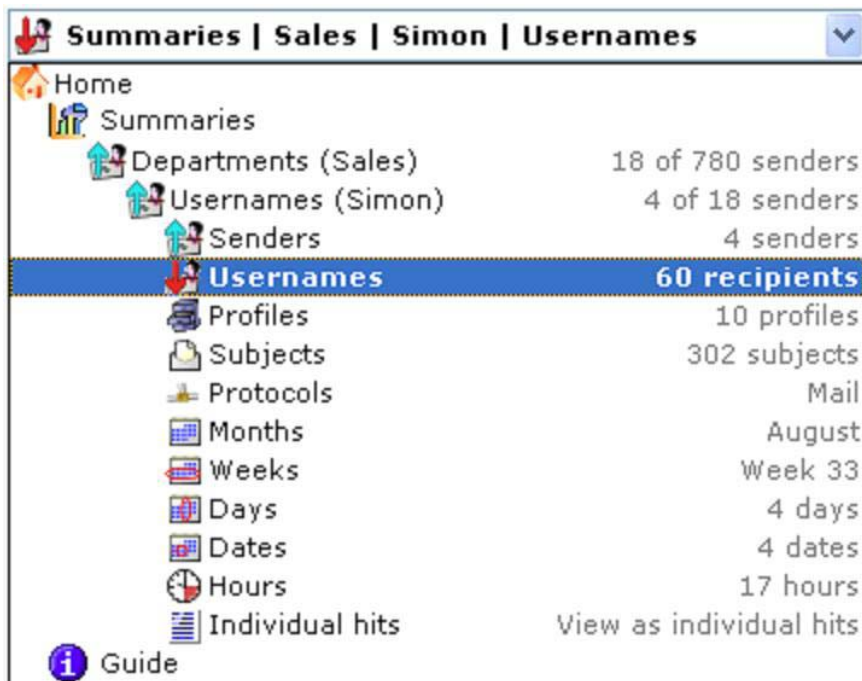 Summaries | Sales | Simon | Usernames
Home
Summaries
Departments (Sales) 18 of 780 senders
Usernames (Simon) 4 of 18 senders
Senders 4 senders
Usernames 60 recipients
Profiles 10 profiles
Subjects 302 subjects
Protocols Mail
Months August
Weeks Week 33
Days 4 days
Dates 4 dates
Hours 17 hours
Individual hits View as individual hits
Guide